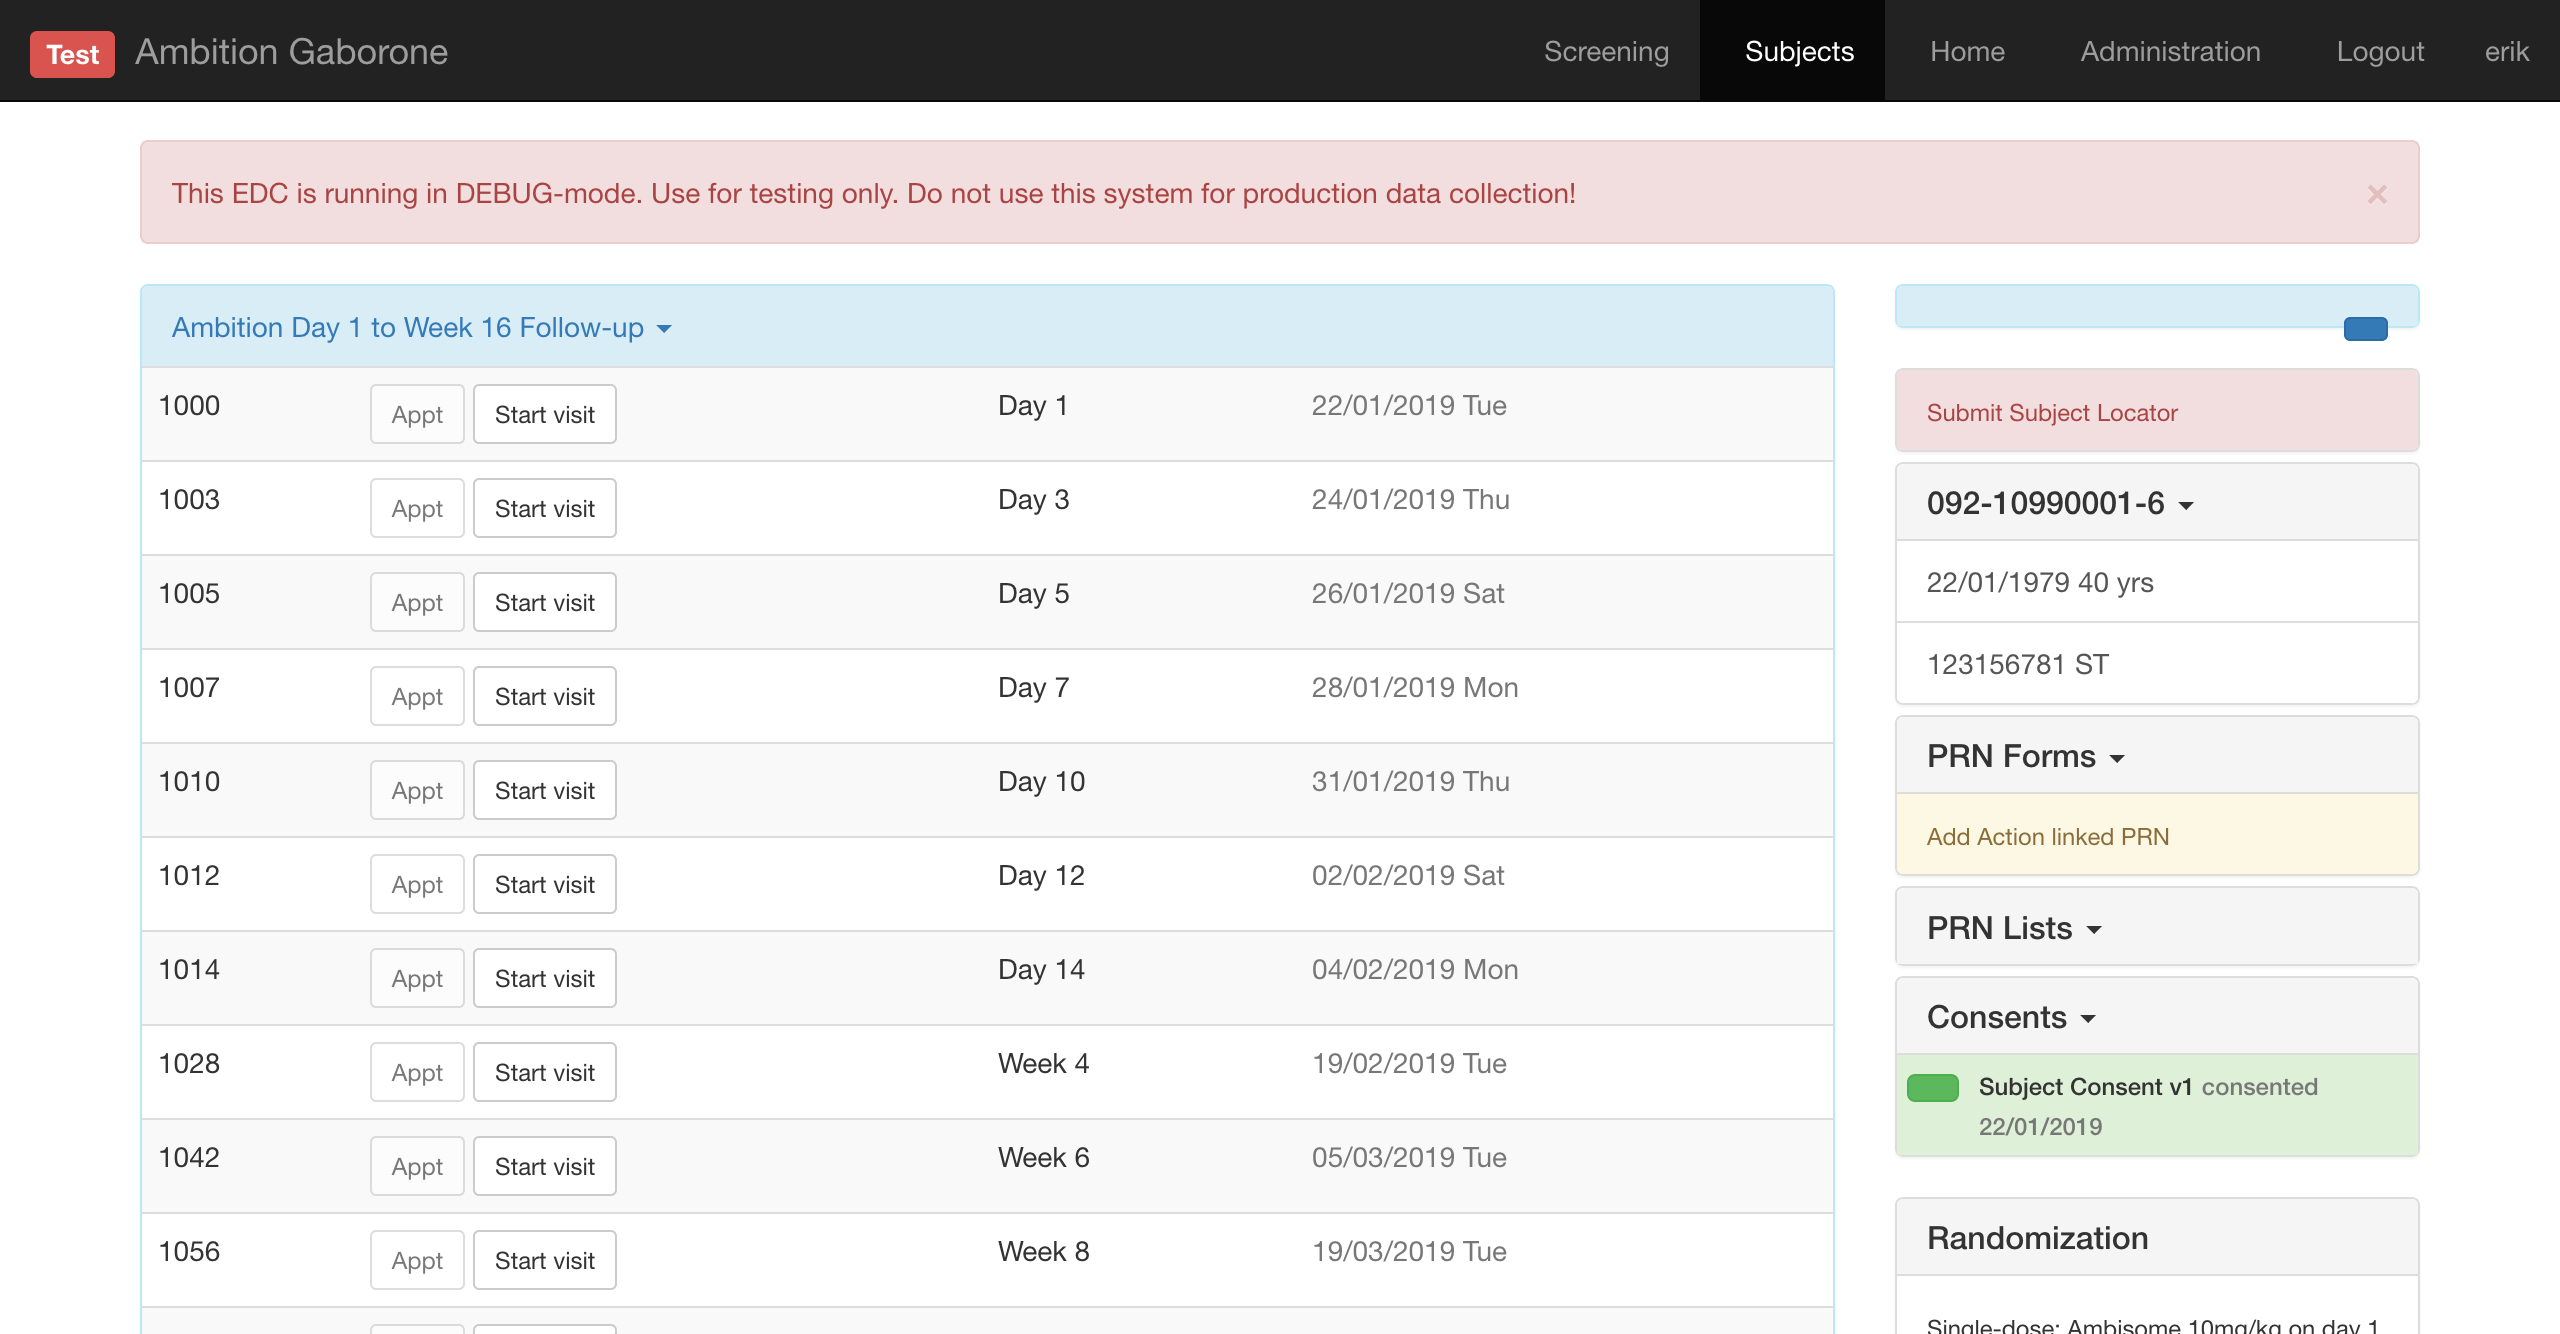 Test Ambition Gaborone Screening Subjects Home Administration Logout erik
This EDC is running in DEBUG-mode. Use for testing only. Do not use this system for production data collection! ×
Ambition Day 1 to Week 16 Follow-up
1000 Appt Start visit Day 1 22/01/2019 Tue
1003 Appt Start visit Day 3 24/01/2019 Thu
1005 Appt Start visit Day 5 26/01/2019 Sat
1007 Appt Start visit Day 7 28/01/2019 Mon
1010 Appt Start visit Day 10 31/01/2019 Thu
1012 Appt Start visit Day 12 02/02/2019 Sat
1014 Appt Start visit Day 14 04/02/2019 Mon
1028 Appt Start visit Week 4 19/02/2019 Tue
1042 Appt Start visit Week 6 05/03/2019 Tue
1056 Appt Start visit Week 8 19/03/2019 Tue
Submit Subject Locator
092-10990001-6
22/01/1979 40 yrs
123156781 ST
PRN Forms
Add Action linked PRN
PRN Lists
Consents
Subject Consent v1 consented
22/01/2019
Randomization
Single-dose: Ambisome 10mg/kg on day 1